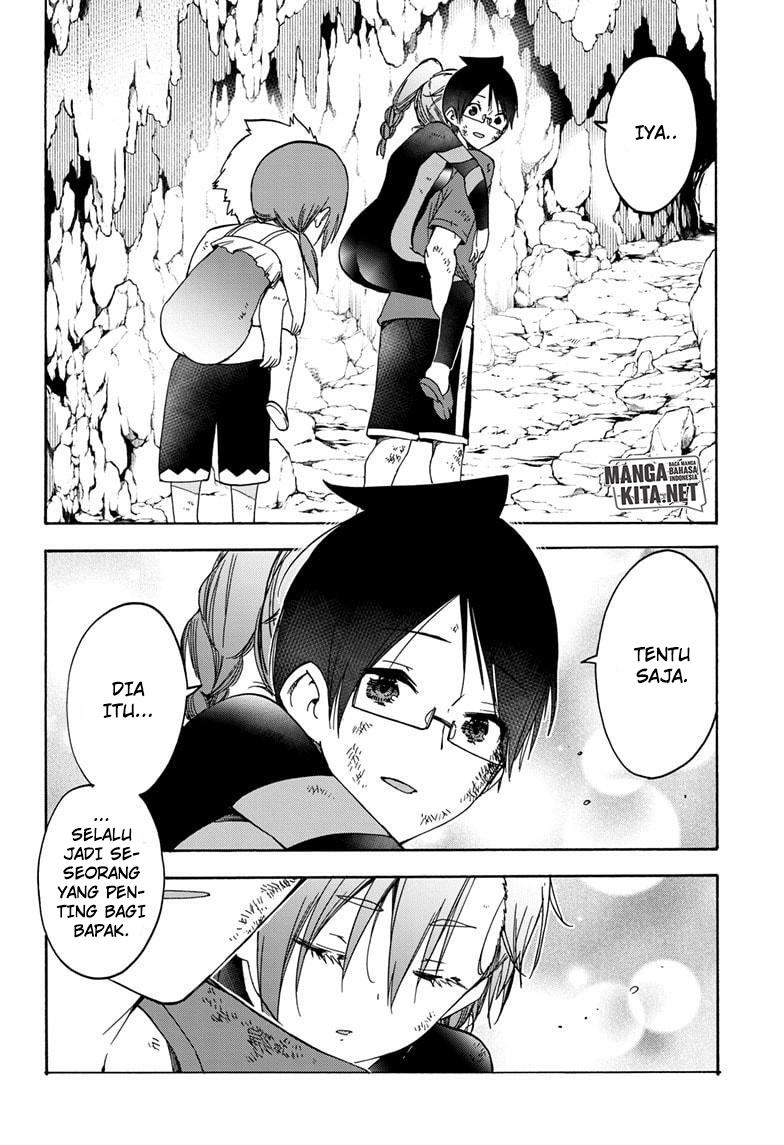 IYA..
MANGA
KITA.NET
BACA MANGA
BAHASA
INDONESIA
TENTU
SAJA.
DIA
ITU...
...
SELALU
JADI SE-
SEORANG
YANG PEN-
TING BAGI
BAPAK.